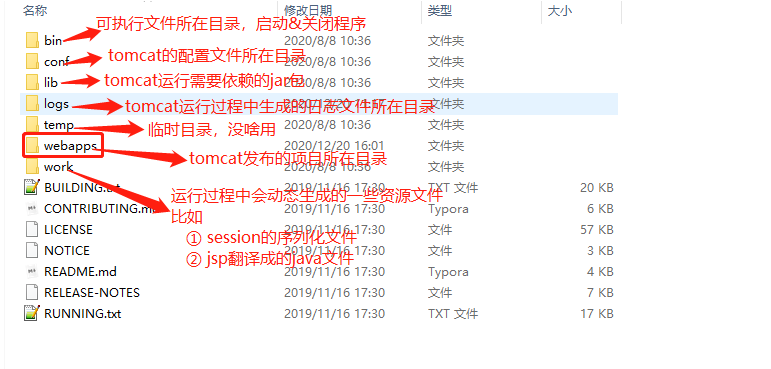 名称 修改日期 类型 大小
可执行文件所在目录，启动&关闭程序
bin 2020/8/8 10:36 文件夹
tomcat的配置文件所在目录
conf 2020/8/8 10:36 文件夹
tomcat运行需要依赖的jar包
lib 2020/8/8 10:36 文件夹
tomcat运行过程中生成的日志文件所在目录
logs 文件夹
临时目录，没啥用
temp 2020/8/8 10:36 文件夹
webapps 2020/12/20 16:01 文件夹
tomcat发布的项目所在目录
work 2020/8/8 10:36 文件夹
BUILDING.txt 2019/11/16 17:30 TXT 文件 20 KB
运行过程中会动态生成的一些资源文件
CONTRIBUTING.md 2019/11/16 17:30 Typora 6 KB
比如
LICENSE 2019/11/16 17:30 文件 57 KB
① session的序列化文件
NOTICE 2019/11/16 17:30 文件 3 KB
② jsp翻译成的java文件
README.md 2019/11/16 17:30 Typora 4 KB
RELEASE-NOTES 2019/11/16 17:30 文件 7 KB
RUNNING.txt 2019/11/16 17:30 TXT 文件 17 KB